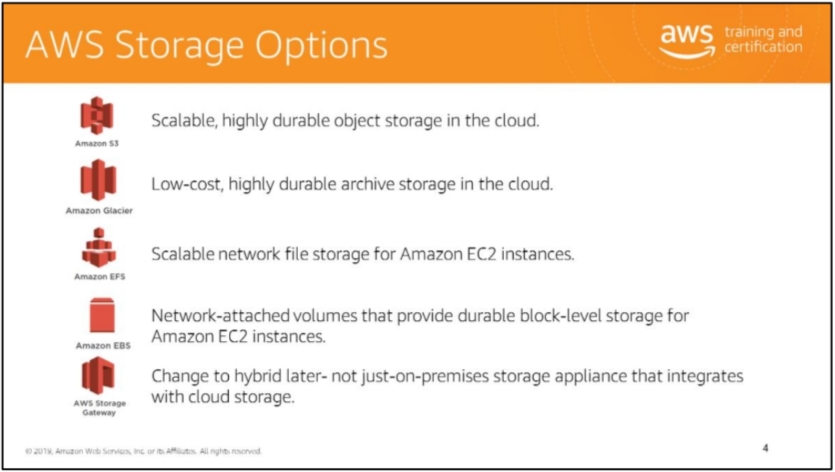 AWS Storage Options
aws training and
certification
Scalable, highly durable object storage in the cloud.
Amazon S3
Low-cost, highly durable archive storage in the cloud.
Amazon Glacier
Scalable network file storage for Amazon EC2 instances.
Amazon EFS
Network-attached volumes that provide durable block-level storage for
Amazon EC2 instances.
Amazon EBS
Change to hybrid later- not just-on-premises storage appliance that integrates
with cloud storage.
AWS Storage
Gateway
© 2019, Amazon Web Services, Inc. or its Affiliates. All rights reserved.
4